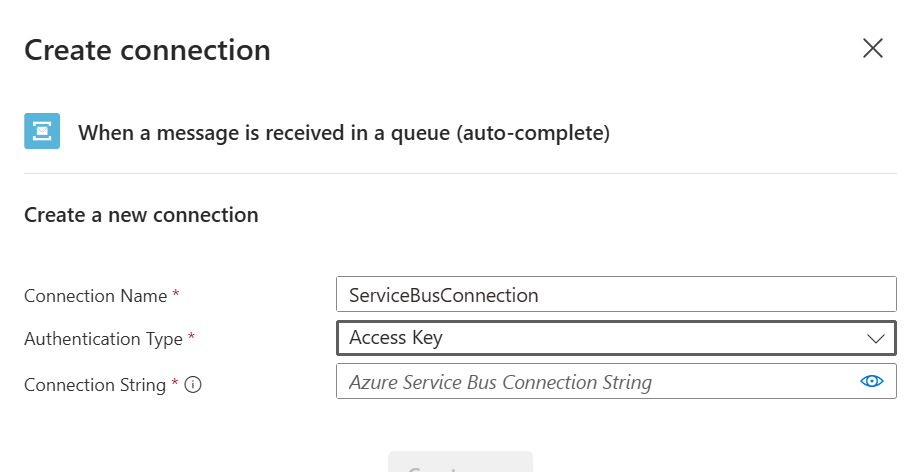 Create connection
When a message is received in a queue (auto-complete)
Create a new connection
Connection Name * ServiceBusConnection
Authentication Type * Access Key
Connection String * Azure Service Bus Connection String